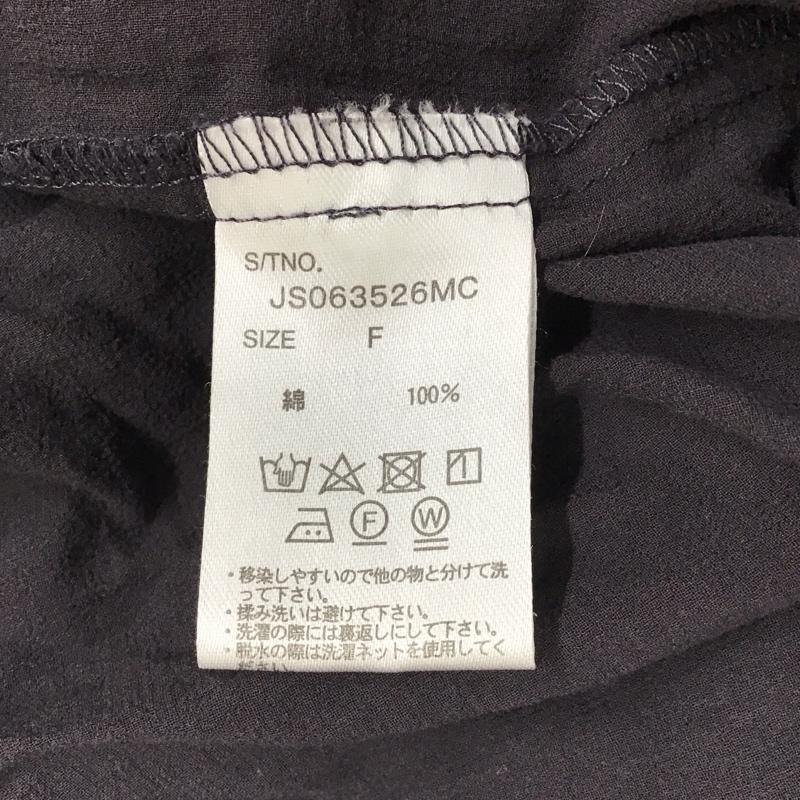 S/TNO.
JS063526MC
SIZE F
綿 100%
F W
・移染しやすいので他の物と分けて洗
って下さい。
・揉み洗いは避けて下さい。
・洗濯の際には裏返しにして下さい。
・脱水の際は洗濯ネットを使用してく
ださい